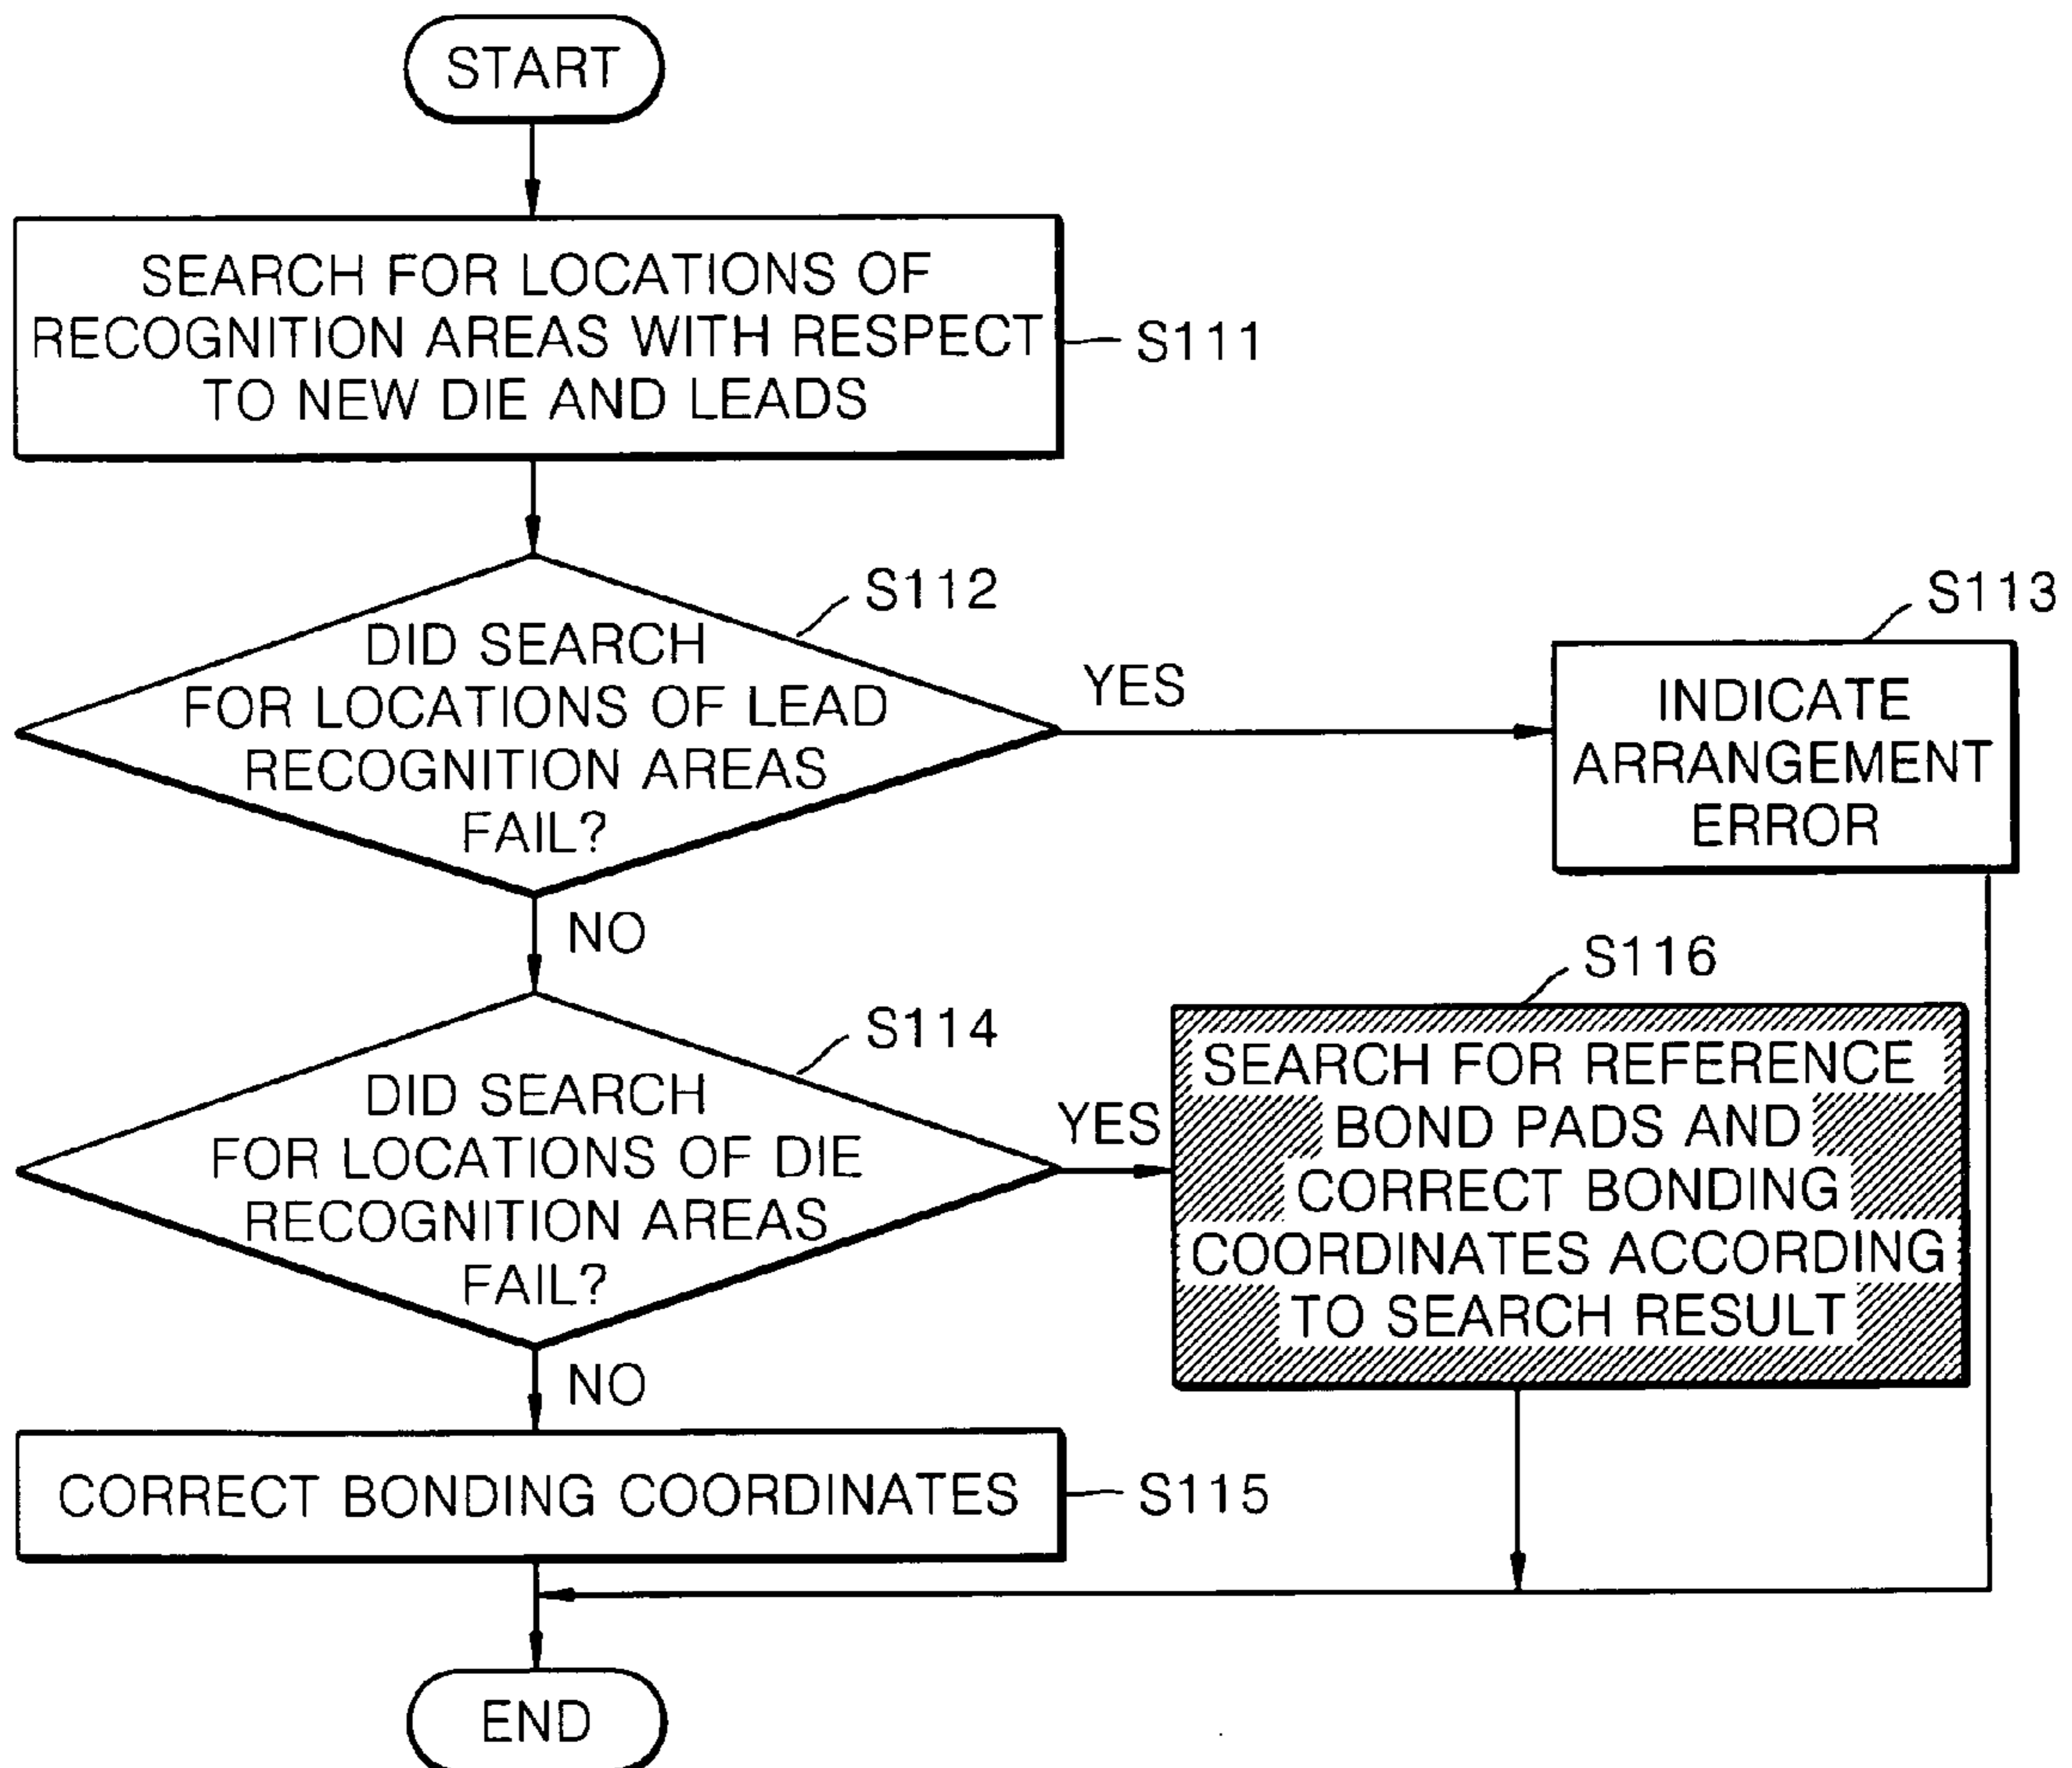 START
SEARCH FOR LOCATIONS OF
RECOGNITION AREAS WITH RESPECT
TO NEW DIE AND LEADS
S111
S112
DID SEARCH
FOR LOCATIONS OF LEAD
RECOGNITION AREAS
FAIL?
YES
S113
INDICATE
ARRANGEMENT
ERROR
NO
S114
DID SEARCH
FOR LOCATIONS OF DIE
RECOGNITION AREAS
FAIL?
YES
S116
SEARCH FOR REFERENCE
BOND PADS AND
CORRECT BONDING
COORDINATES ACCORDING
TO SEARCH RESULT
NO
CORRECT BONDING COORDINATES
S115
END